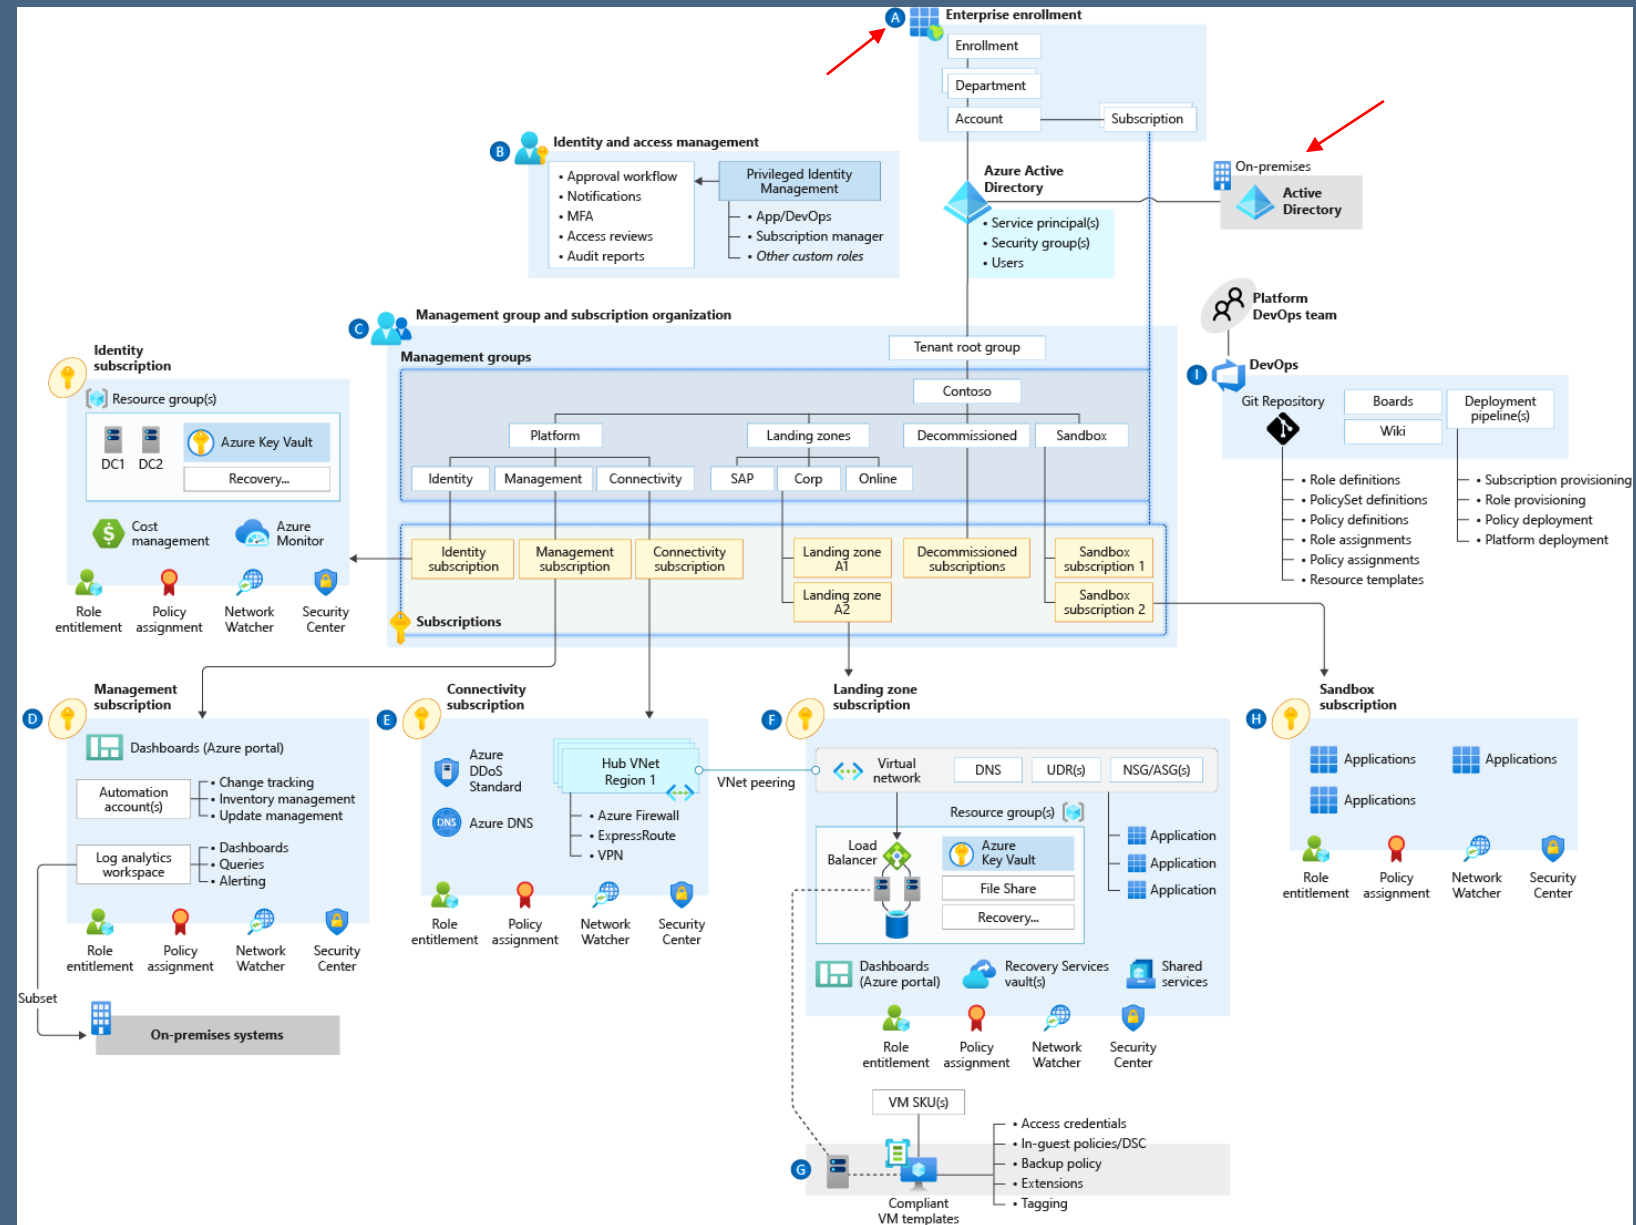 A
Enterprise enrollment
Enrollment
Department
Account
Subscription
B
Identity and access management
• Approval workflow
• Notifications
• MFA
• Access reviews
• Audit reports
Privileged Identity
Management
• App/DevOps
• Subscription manager
• Other custom roles
Azure Active
Directory
• Service principal(s)
• Security group(s)
• Users
On-premises
Active
Directory
Platform
DevOps team
I
DevOps
Git Repository
Boards
Wiki
Deployment
pipeline(s)
• Role definitions
• PolicySet definitions
• Policy definitions
• Role assignments
• Policy assignments
• Resource templates
• Subscription provisioning
• Role provisioning
• Policy deployment
• Platform deployment
C
Management group and subscription organization
Management groups
Tenant root group
Contoso
Platform
Landing zones
Decommissioned
Sandbox
Identity
Management
Connectivity
SAP
Corp
Online
Identity
subscription
Management
subscription
Connectivity
subscription
Landing zone
A1
Landing zone
A2
Decommissioned
subscriptions
Sandbox
subscription 1
Sandbox
subscription 2
Subscriptions
Identity
subscription
Resource group(s)
DC1
DC2
Azure Key Vault
Recovery...
Cost
management
Azure
Monitor
Role
entitlement
Policy
assignment
Network
Watcher
Security
Center
D
Management
subscription
Dashboards (Azure portal)
Automation
account(s)
• Change tracking
• Inventory management
• Update management
Log analytics
workspace
• Dashboards
• Queries
• Alerting
Role
entitlement
Policy
assignment
Network
Watcher
Security
Center
Subset
On-premises systems
E
Connectivity
subscription
Azure
DDoS
Standard
DNS
Azure DNS
Hub VNet
Region 1
• Azure Firewall
• ExpressRoute
• VPN
VNet peering
Role
entitlement
Policy
assignment
Network
Watcher
Security
Center
F
Landing zone
subscription
Virtual
network
DNS
UDR(s)
NSG/ASG(s)
Resource group(s)
Load
Balancer
Azure
Key Vault
File Share
Recovery...
Application
Application
Application
Dashboards
(Azure portal)
Recovery Services
vault(s)
Shared
services
Role
entitlement
Policy
assignment
Network
Watcher
Security
Center
H
Sandbox
subscription
Applications
Applications
Applications
Role
entitlement
Policy
assignment
Network
Watcher
Security
Center
G
VM SKU(s)
Compliant
VM templates
• Access credentials
• In-guest policies/DSC
• Backup policy
• Extensions
• Tagging